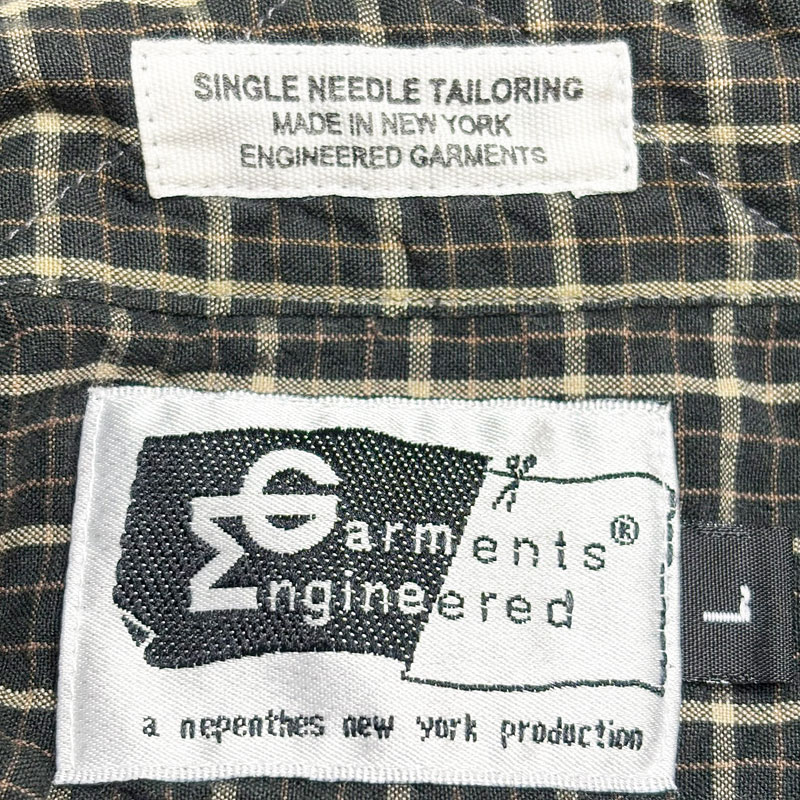 SINGLE NEEDLE TAILORING
MADE IN NEW YORK
ENGINEERED GARMENTS
Garments®
Engineered
L
a nepenthes new york production